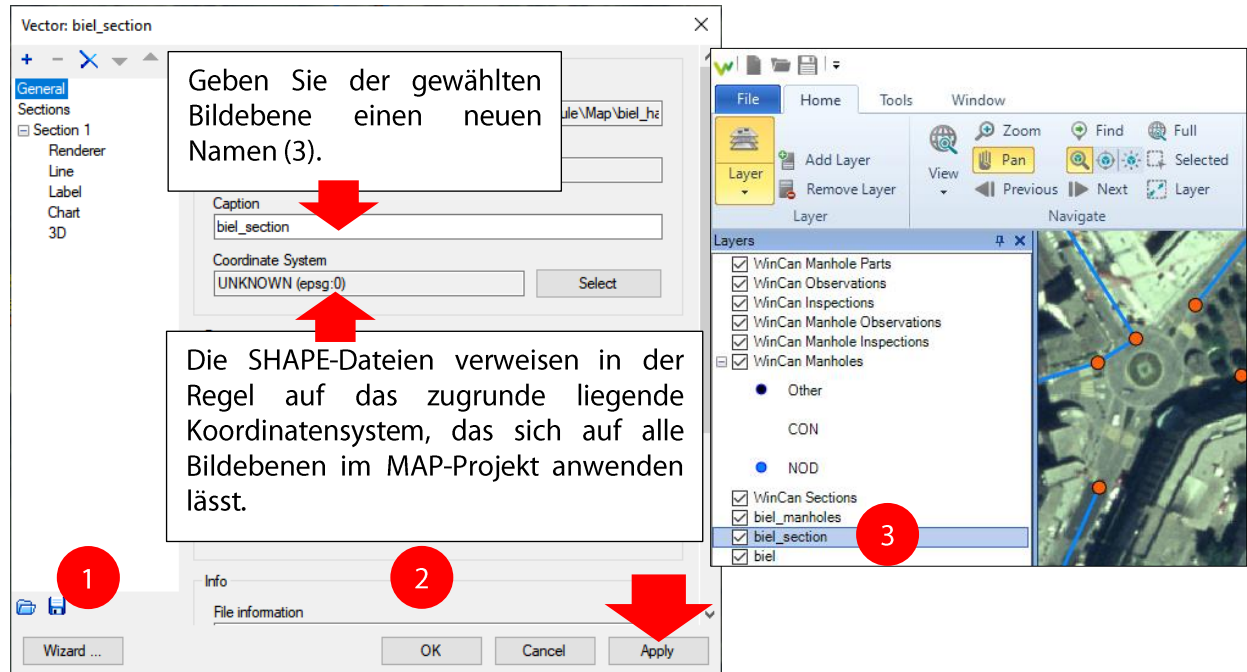 Vector: biel_section
General
Sections
Section 1
Renderer
Line
Label
Chart
3D
Geben Sie der gewählten
Bildebene einen neuen
Namen (3).
ule\Map\biel_ha
Caption
biel_section
Coordinate System
UNKNOWN (epsg:0)
Select
Die SHAPE-Dateien verweisen in der
Regel auf das zugrunde liegende
Koordinatensystem, das sich auf alle
Bildebenen im MAP-Projekt anwenden
lässt.
1
2
Info
File information
Wizard ...
OK
Cancel
Apply
File
Home
Tools
Window
Layer
Add Layer
Remove Layer
Layer
View
Zoom
Find
Full
Pan
Selected
Previous
Next
Layer
Navigate
Layers
WinCan Manhole Parts
WinCan Observations
WinCan Inspections
WinCan Manhole Observations
WinCan Manhole Inspections
WinCan Manholes
Other
CON
NOD
WinCan Sections
biel_manholes
biel_section
3
biel